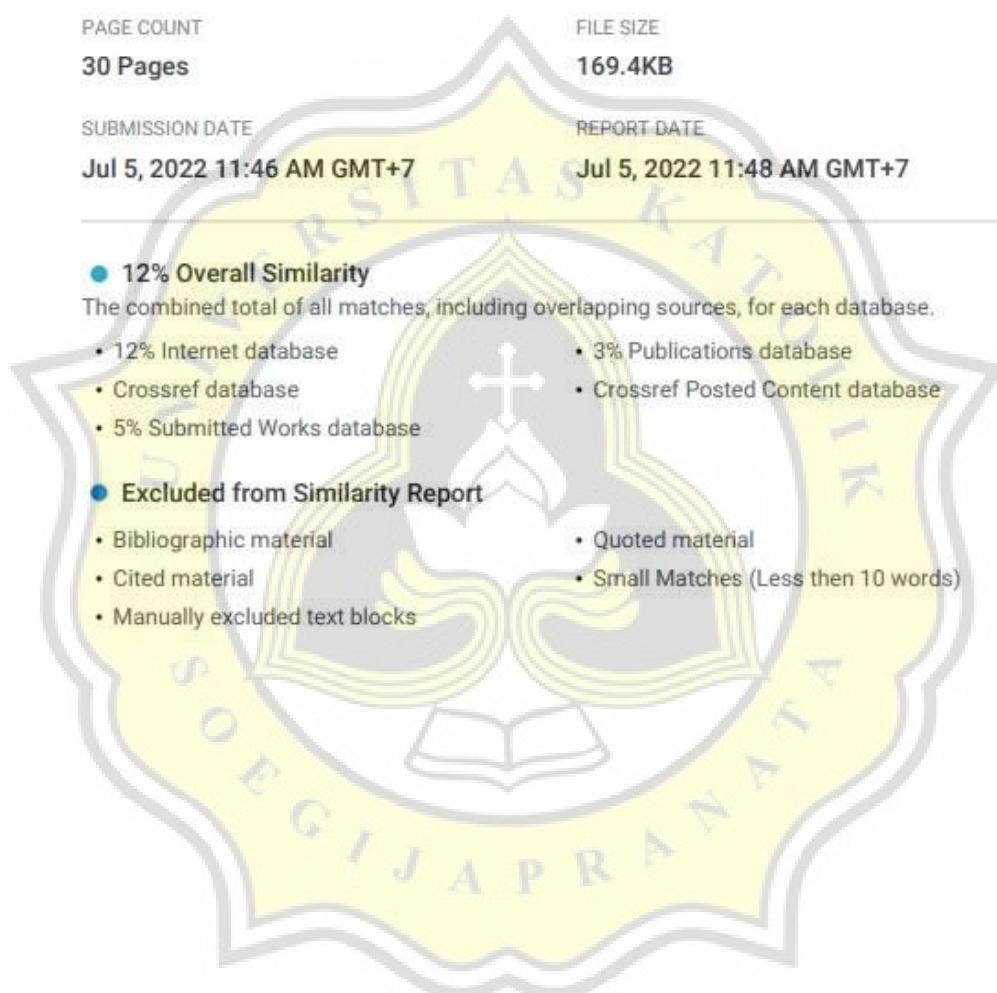 PAGE COUNT
FILE SIZE
30 Pages
169.4KB
SUBMISSION DATE
REPORT DATE
Jul 5, 2022 11:46 AM GMT+7
Jul 5, 2022 11:48 AM GMT+7
● 12% Overall Similarity
The combined total of all matches, including overlapping sources, for each database.
• 12% Internet database
• 3% Publications database
• Crossref database
• Crossref Posted Content database
• 5% Submitted Works database
● Excluded from Similarity Report
• Bibliographic material
• Quoted material
• Cited material
• Small Matches (Less then 10 words)
• Manually excluded text blocks
UNIVERSITAS KATOLIK
SOEGIJAPRANATA